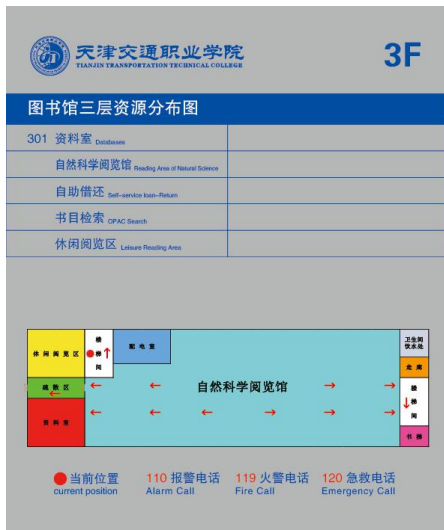 天津交通职业学院
TIANJIN TRANSPORTATION TECHNICAL COLLEGE
3F
图书馆三层资源分布图
301 资料室 Databases
自然科学阅览馆 Reading Area of Natural Science
自助借还 Self-service loan-Return
书目检索 OPAC Search
休闲阅览区 Leisure Reading Area
休闲阅览区
楼梯间
配电室
卫生间
饮水处
走廊
疏散区
自然科学阅览馆
楼梯间
资料室
书梯
当前位置 110 报警电话 119 火警电话 120 急救电话
current position Alarm Call Fire Call Emergency Call